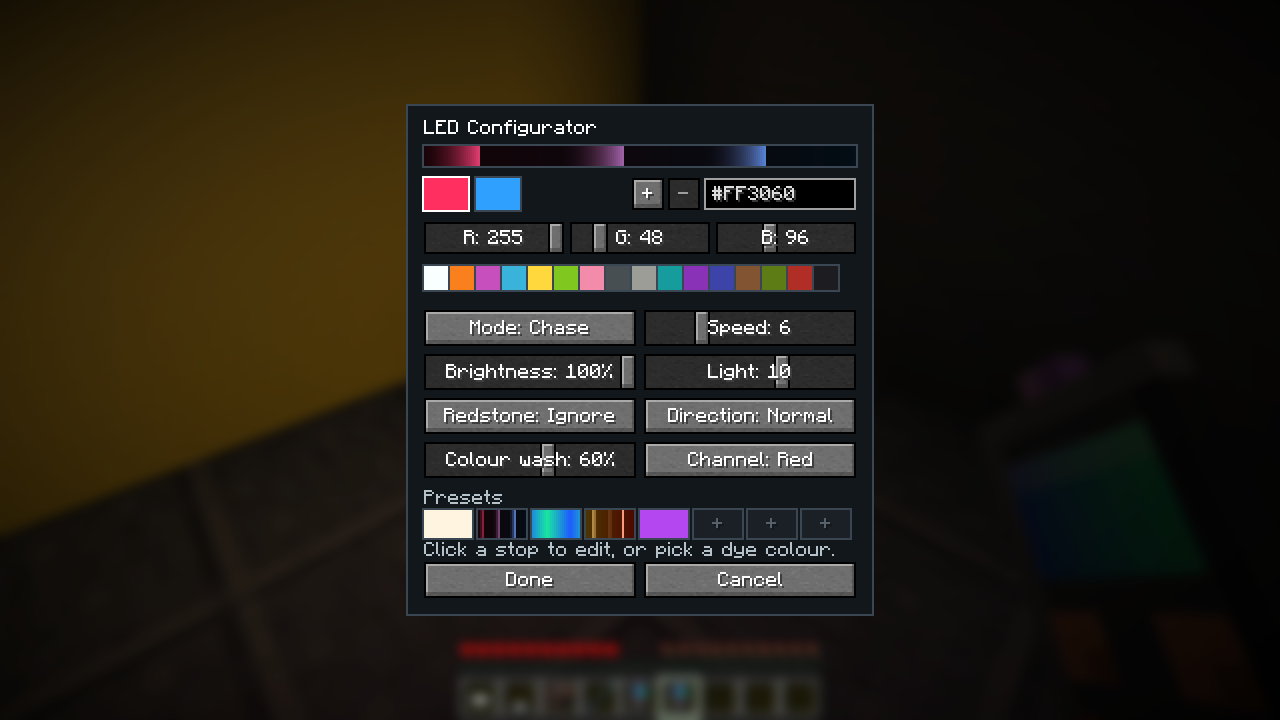 LED Configurator
+ − #FF3060
R: 255 G: 48 B: 96
Mode: Chase Speed: 6
Brightness: 100% Light: 10
Redstone: Ignore Direction: Normal
Colour wash: 60% Channel: Red
Presets
+ + +
Click a stop to edit, or pick a dye colour.
Done Cancel